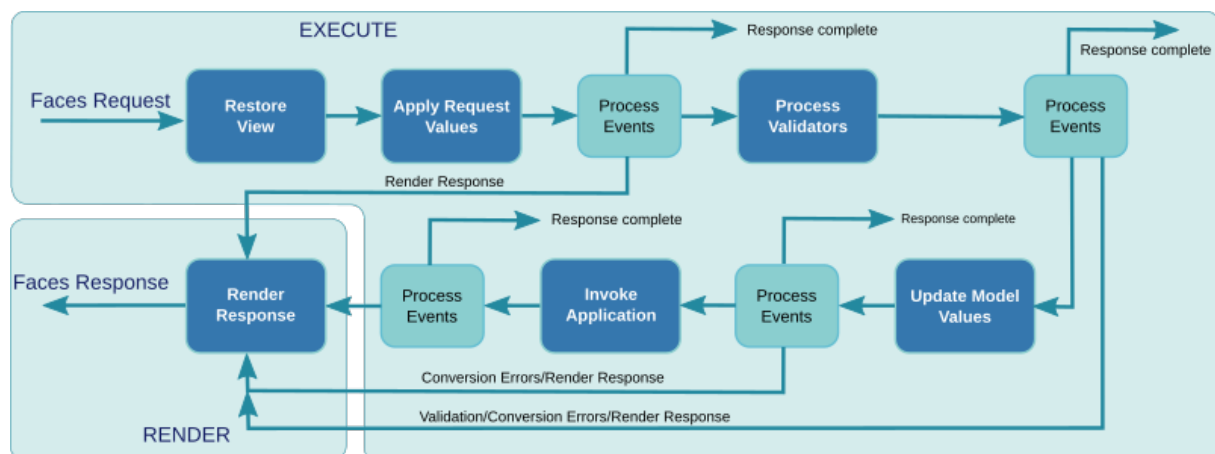 EXECUTE
Response complete
Response complete
Faces Request
Restore
View
Apply Request
Values
Process
Events
Process
Validators
Process
Events
Render Response
Response complete
Response complete
Faces Response
Render
Response
Process
Events
Invoke
Application
Process
Events
Update Model
Values
Conversion Errors/Render Response
Validation/Conversion Errors/Render Response
RENDER